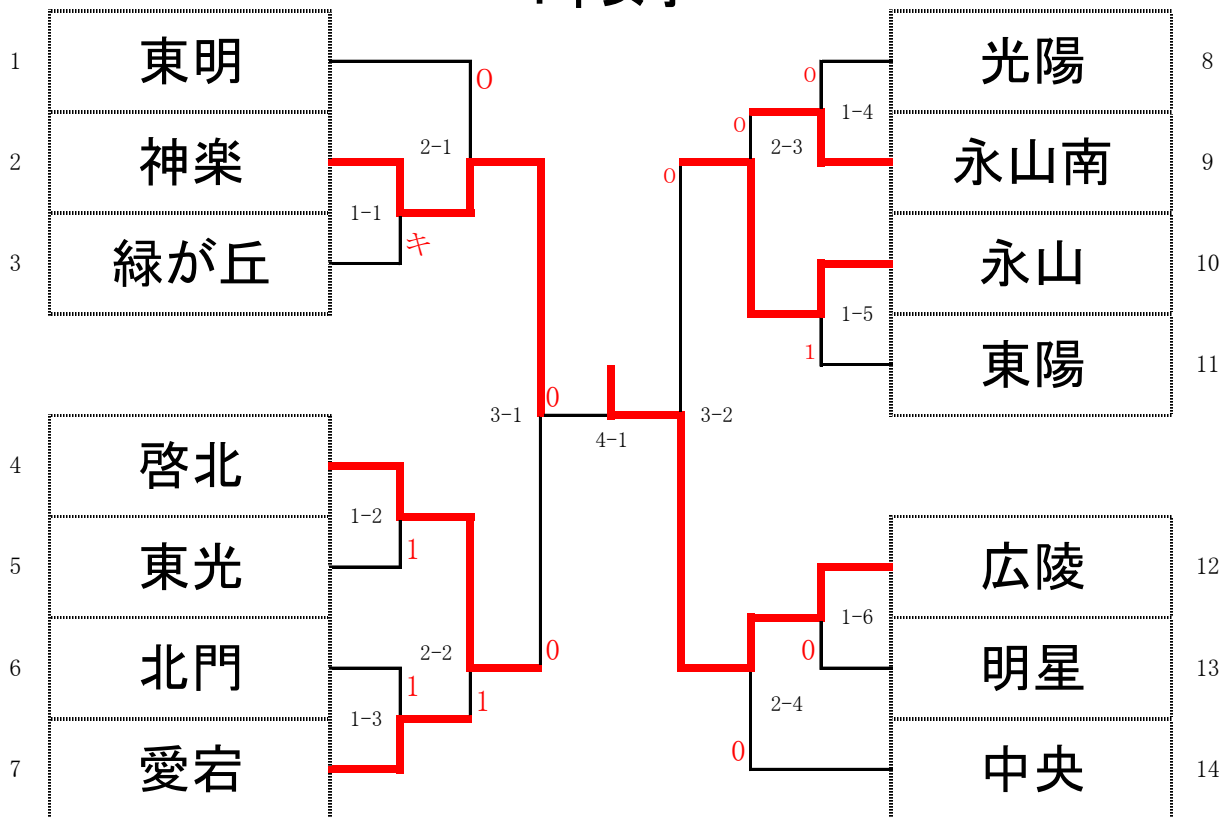 1 東明
2 神楽
3 緑が丘
4 啓北
5 東光
6 北門
7 愛宕
0
2-1
1-1
キ
1-2
1
2-2
0
1
1-3
1
3-1
0
4-1
3-2
0
0
2-3
0
1-4
1-5
1
1-6
0
2-4
0
光陽 8
永山南 9
永山 10
東陽 11
広陵 12
明星 13
中央 14